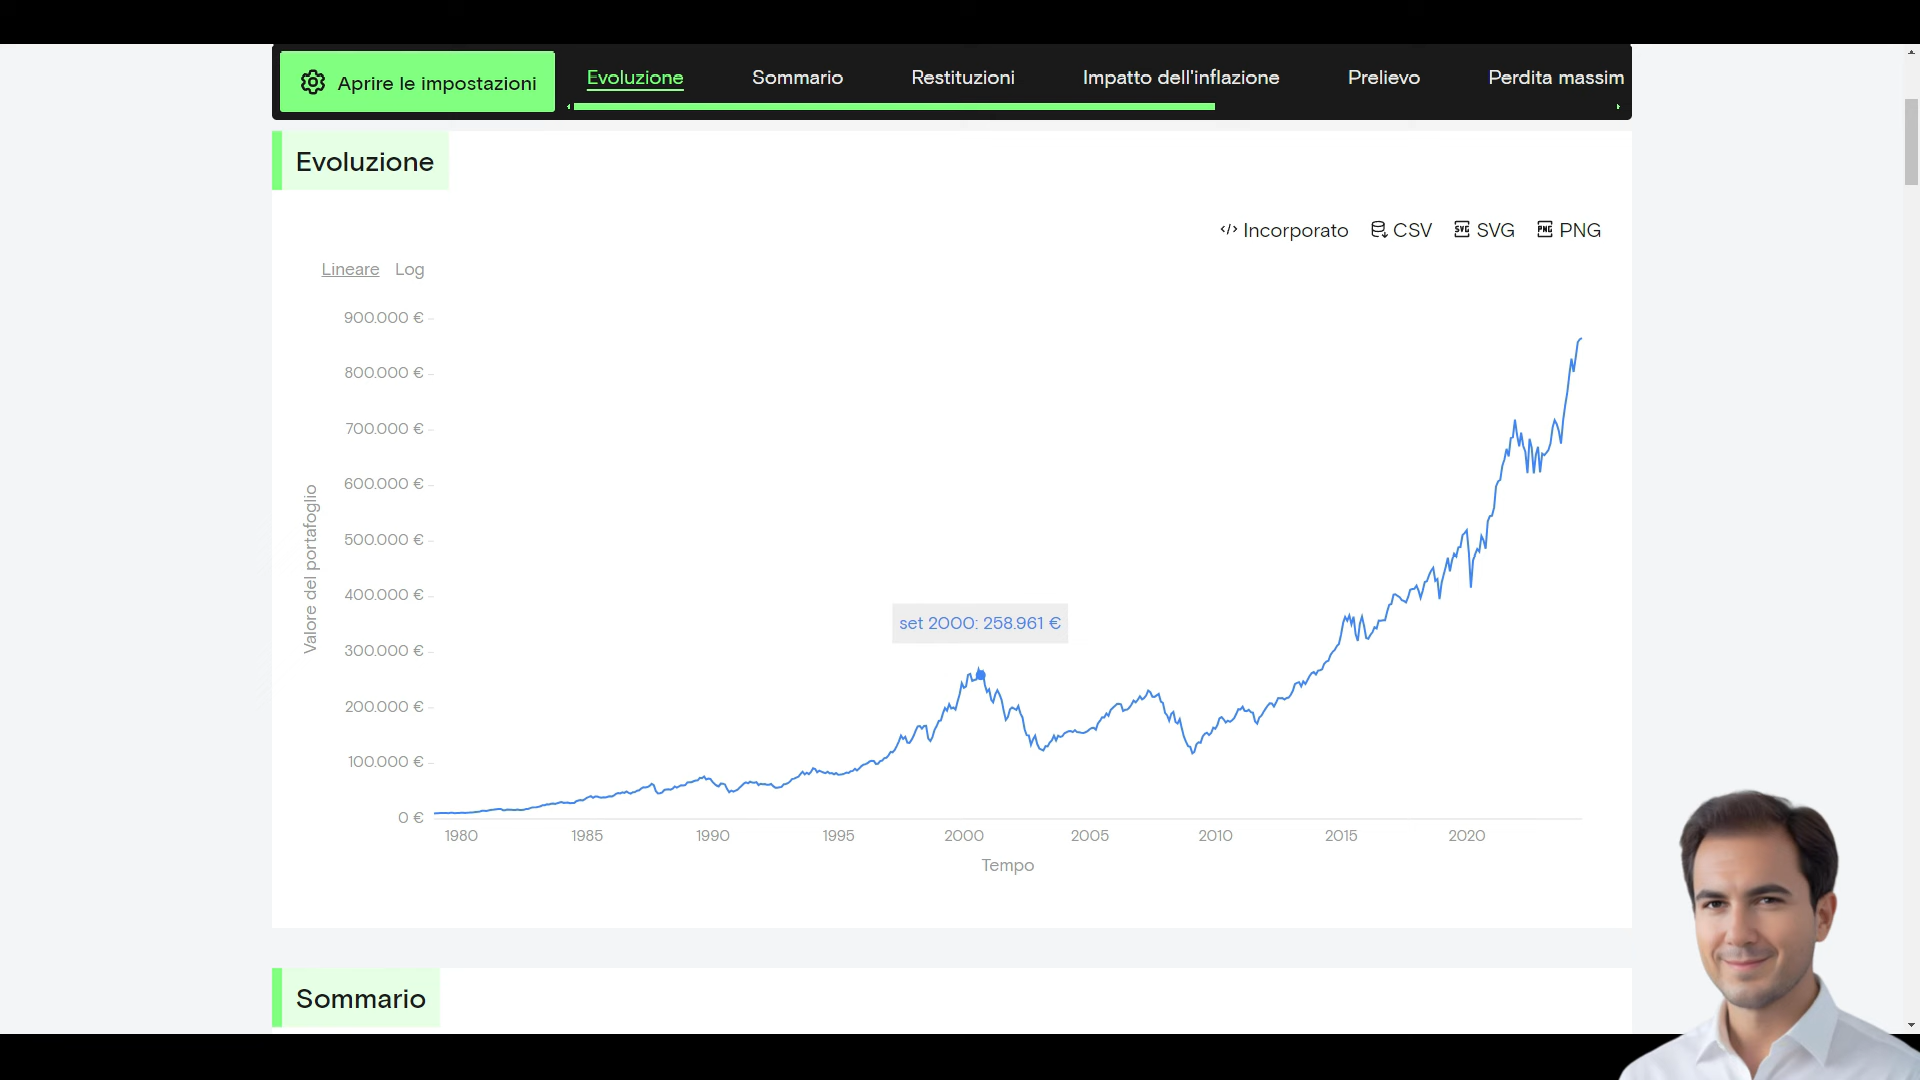 Aprire le impostazioni
Evoluzione
Sommario
Restituzioni
Impatto dell'inflazione
Prelievo
Perdita massim
Evoluzione
</> Incorporato
CSV
SVG SVG
PNG PNG
Lineare
Log
900.000 €
800.000 €
700.000 €
600.000 €
500.000 €
400.000 €
300.000 €
200.000 €
100.000 €
0 €
Valore del portafoglio
set 2000: 258.961 €
1980
1985
1990
1995
2000
2005
2010
2015
2020
Tempo
Sommario